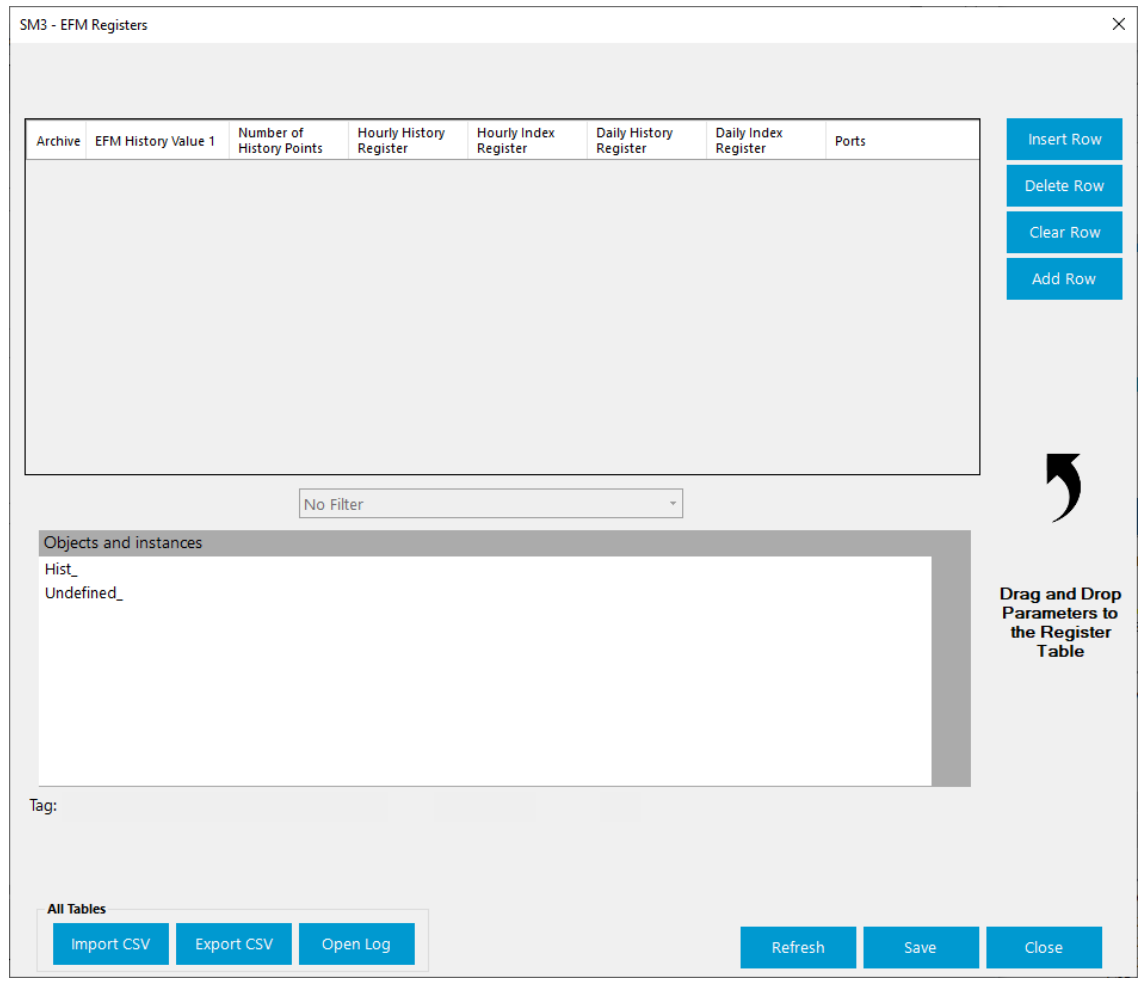 SM3 - EFM Registers
Archive
EFM History Value 1
Number of
History Points
Hourly History
Register
Hourly Index
Register
Daily History
Register
Daily Index
Register
Ports
Insert Row
Delete Row
Clear Row
Add Row
No Filter
Objects and instances
Hist_
Undefined_
Drag and Drop
Parameters to
the Register
Table
Tag:
All Tables
Import CSV
Export CSV
Open Log
Refresh
Save
Close